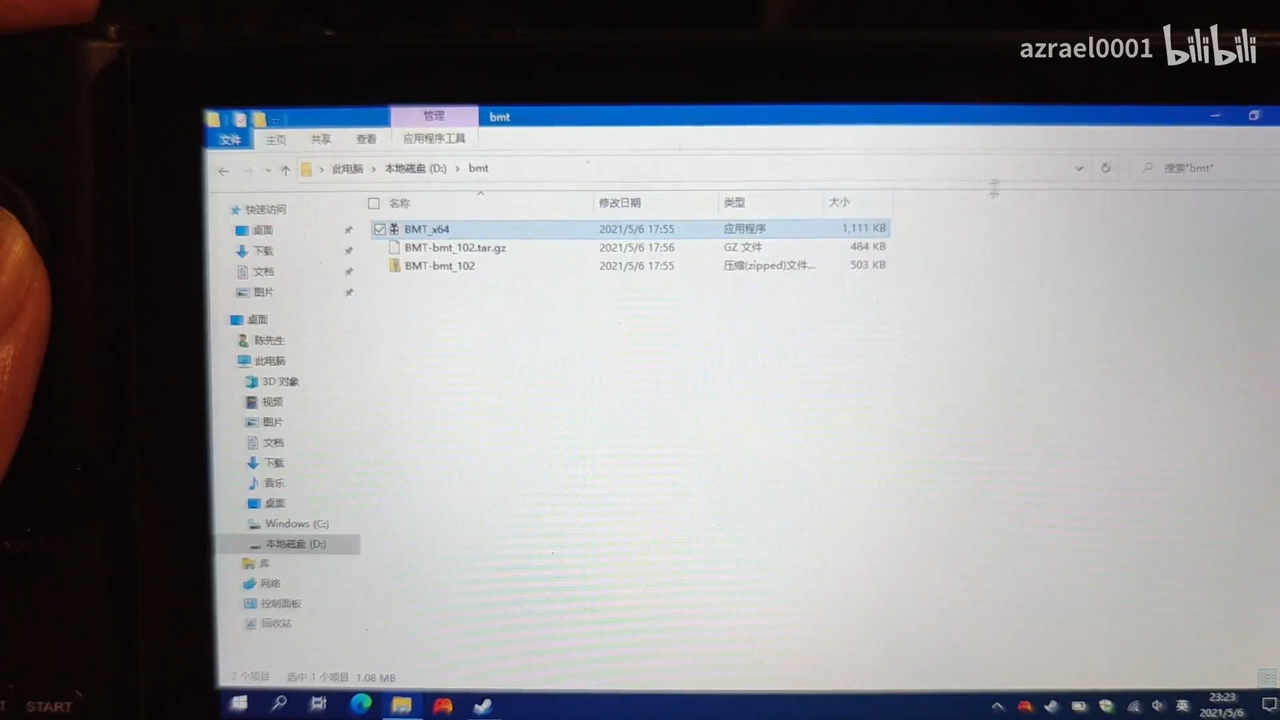 azrael0001 bilibili
管理
bmt
文件
主页
共享
查看
应用程序工具
此电脑 › 本地磁盘 (D:) › bmt
搜索"bmt"
名称
修改日期
类型
大小
BMT_x64
2021/5/6 17:55
应用程序
1,111 KB
BMT-bmt_102.tar.gz
2021/5/6 17:56
GZ 文件
484 KB
BMT-bmt_102
2021/5/6 17:55
压缩(zipped)文件...
503 KB
快速访问
桌面
下载
文档
图片
桌面
陈先生
此电脑
3D 对象
视频
图片
文档
下载
音乐
桌面
Windows (C:)
本地磁盘 (D:)
库
网络
控制面板
回收站
3 个项目
选中 1 个项目 1.08 MB
英
23:23
2021/5/6
START